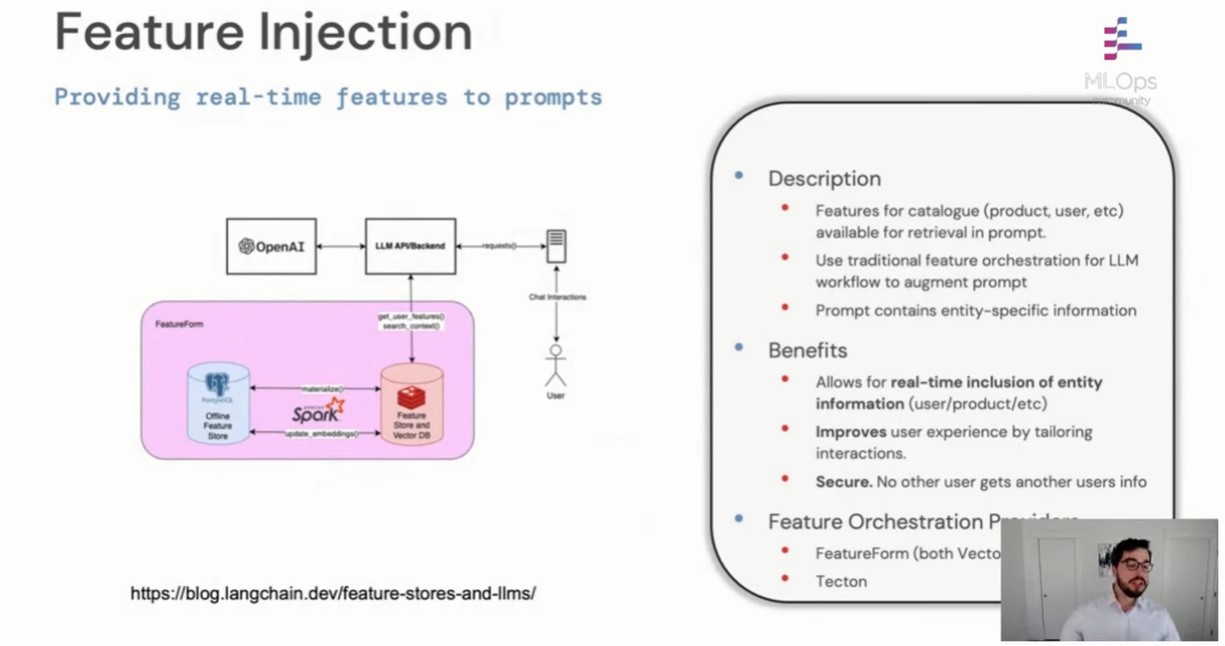 Feature Injection
Providing real-time features to prompts
MLOps
community
OpenAI
LLM API/Backend
requests()
Chat Interactions
User
get_user_features()
search_context()
FeatureForm
PostgreSQL
Offline
Feature
Store
materialize()
APACHE
Spark
update_embeddings()
Feature
Store and
Vector DB
https://blog.langchain.dev/feature-stores-and-llms/
Description
Features for catalogue (product, user, etc)
available for retrieval in prompt.
Use traditional feature orchestration for LLM
workflow to augment prompt
Prompt contains entity-specific information
Benefits
Allows for real-time inclusion of entity
information (user/product/etc)
Improves user experience by tailoring
interactions.
Secure. No other user gets another users info
Feature Orchestration
FeatureForm (both
Tecton